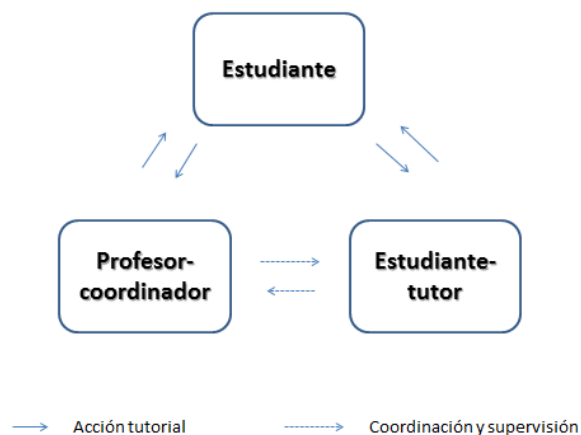 Estudiante
Profesor-
coordinador
Estudiante-
tutor
Acción tutorial
Coordinación y supervisión